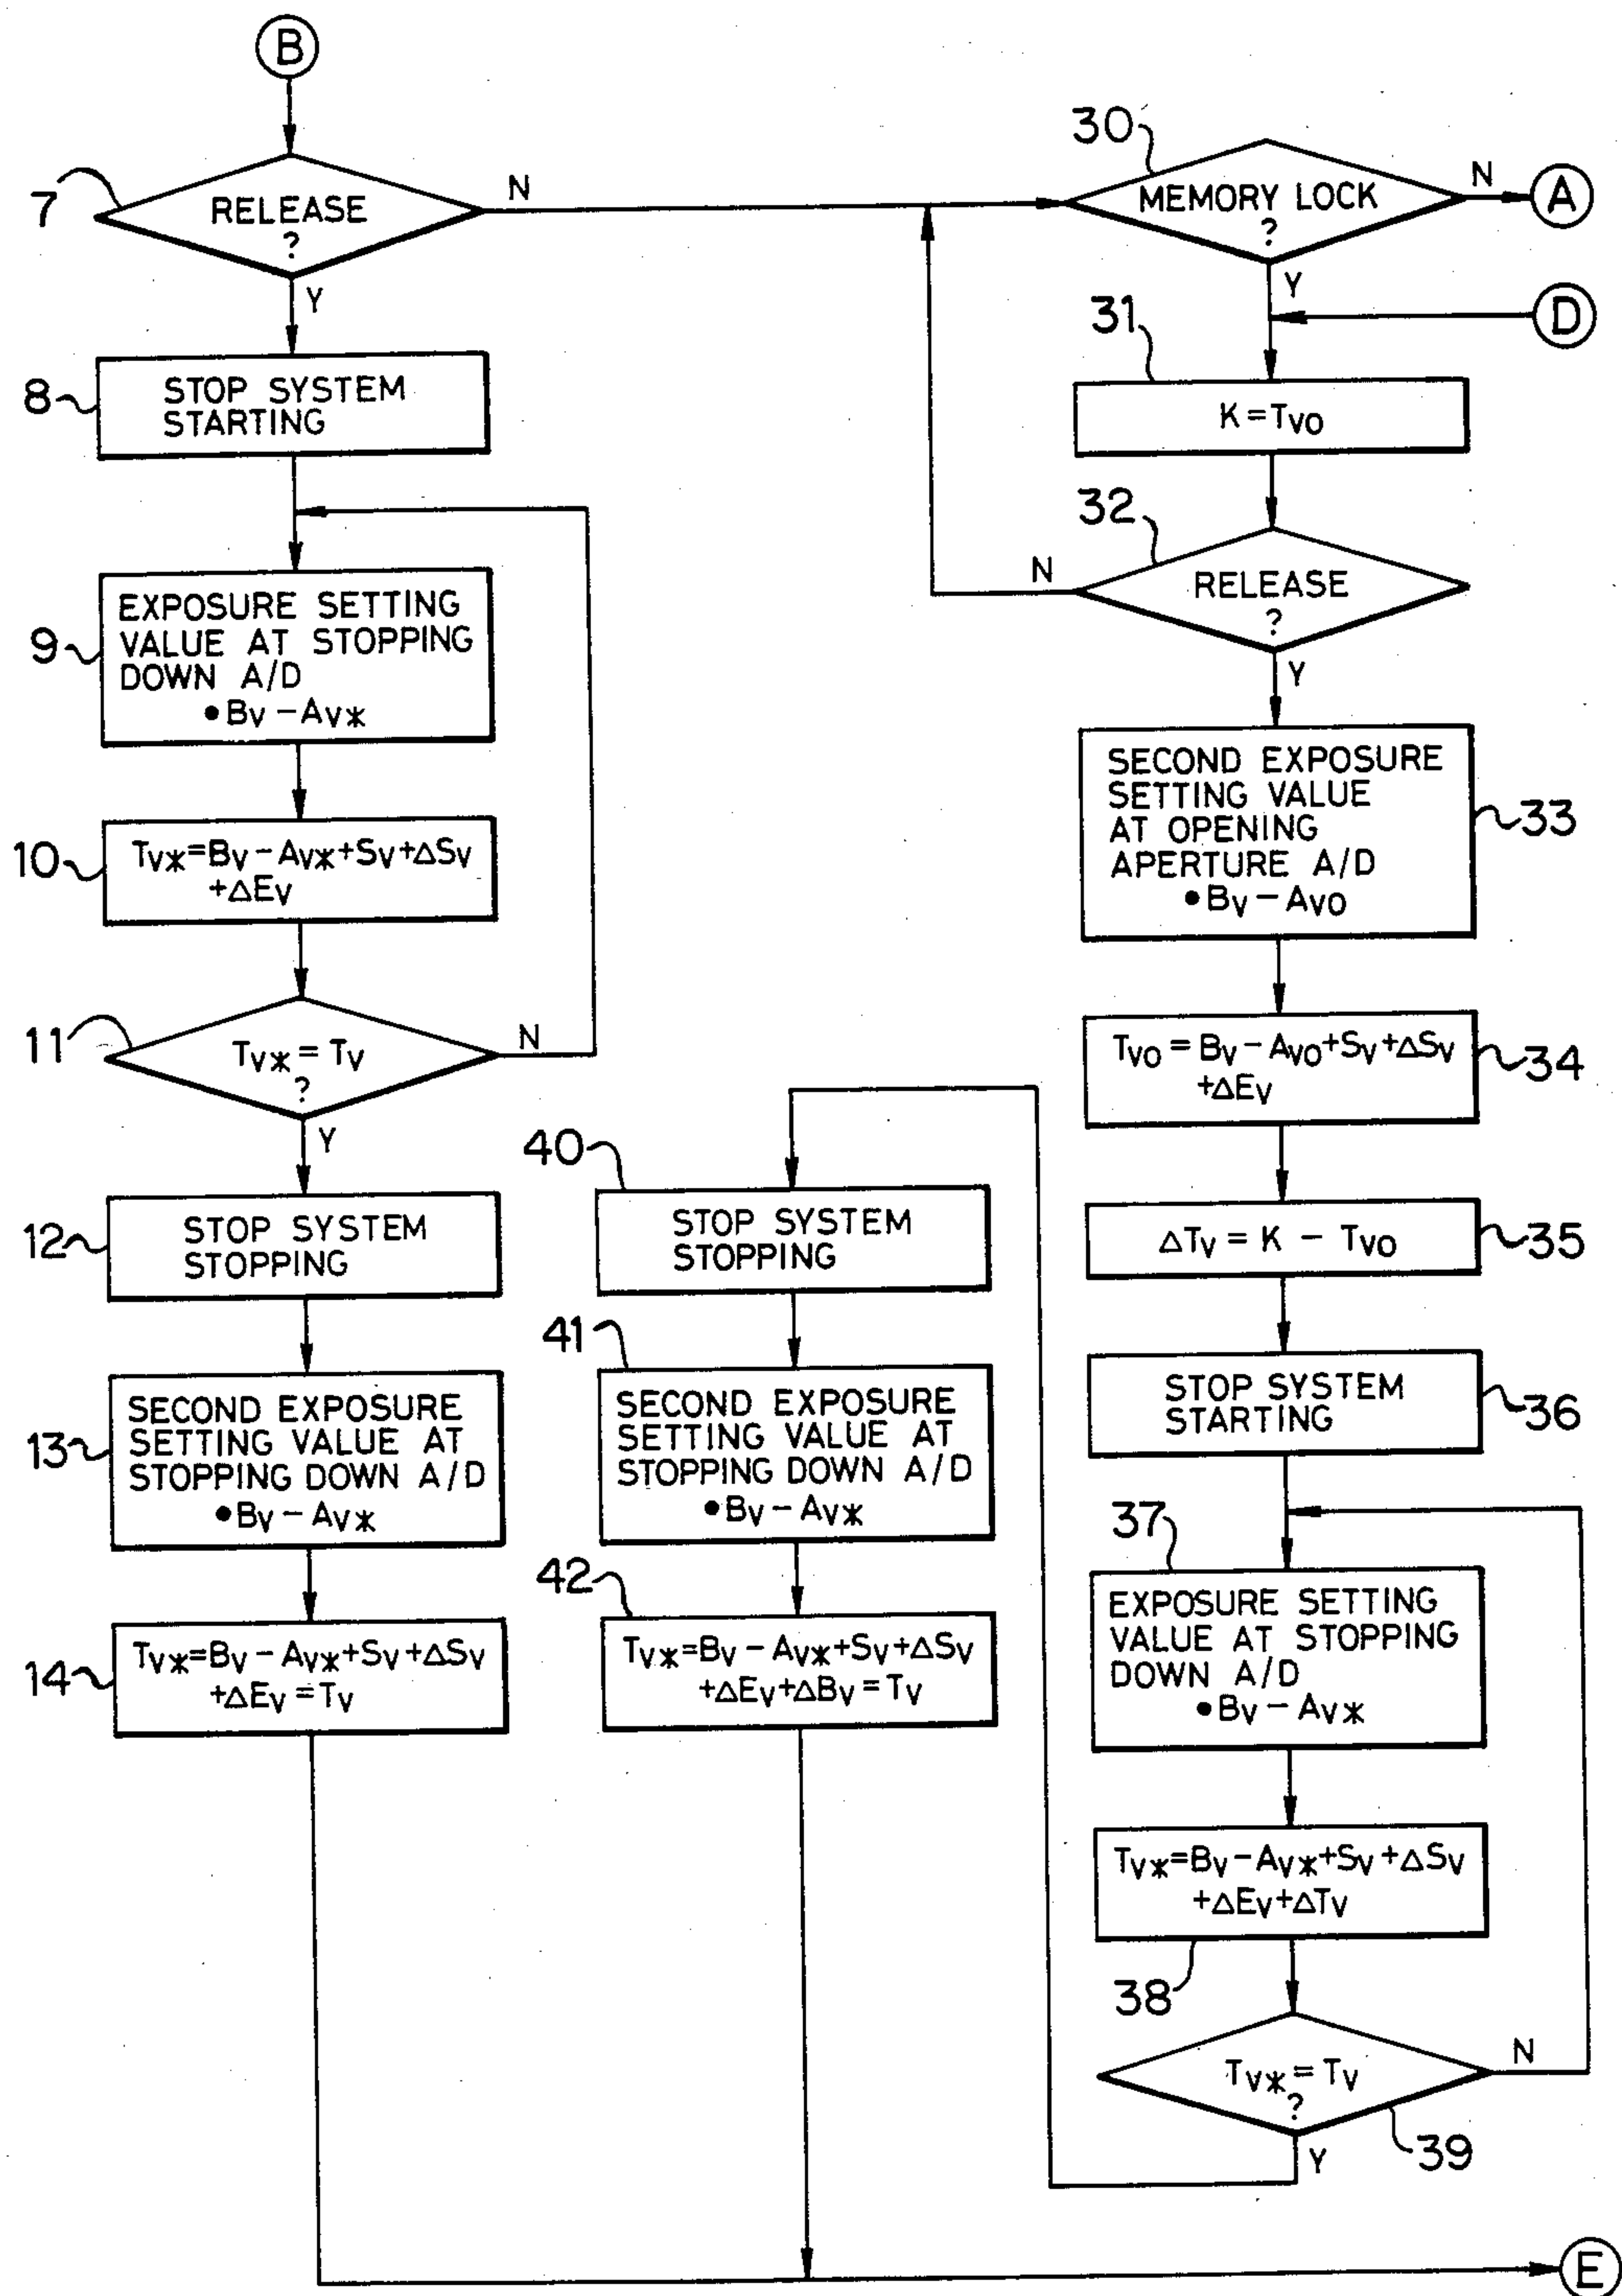 B
7
RELEASE
?
N
Y
8
STOP SYSTEM
STARTING
9
EXPOSURE SETTING
VALUE AT STOPPING
DOWN A/D
•Bv-Av*
10
Tv*=Bv-Av*+Sv+ΔSv
+ΔEv
11
Tv*=Tv
?
N
Y
12
STOP SYSTEM
STOPPING
13
SECOND EXPOSURE
SETTING VALUE AT
STOPPING DOWN A/D
•Bv-Av*
14
Tv*=Bv-Av*+Sv+ΔSv
+ΔEv=Tv
40
STOP SYSTEM
STOPPING
41
SECOND EXPOSURE
SETTING VALUE AT
STOPPING DOWN A/D
•Bv-Av*
42
Tv*=Bv-Av*+Sv+ΔSv
+ΔEv+ΔBv=Tv
30
MEMORY LOCK
?
N
A
Y
D
31
K=Tvo
32
RELEASE
?
N
Y
33
SECOND EXPOSURE
SETTING VALUE
AT OPENING
APERTURE A/D
•Bv-Avo
34
Tvo=Bv-Avo+Sv+ΔSv
+ΔEv
35
ΔTv = K - Tvo
36
STOP SYSTEM
STARTING
37
EXPOSURE SETTING
VALUE AT STOPPING
DOWN A/D
•Bv-Av*
38
Tv*=Bv-Av*+Sv+ΔSv
+ΔEv+ΔTv
39
Tv*=Tv
?
N
Y
E